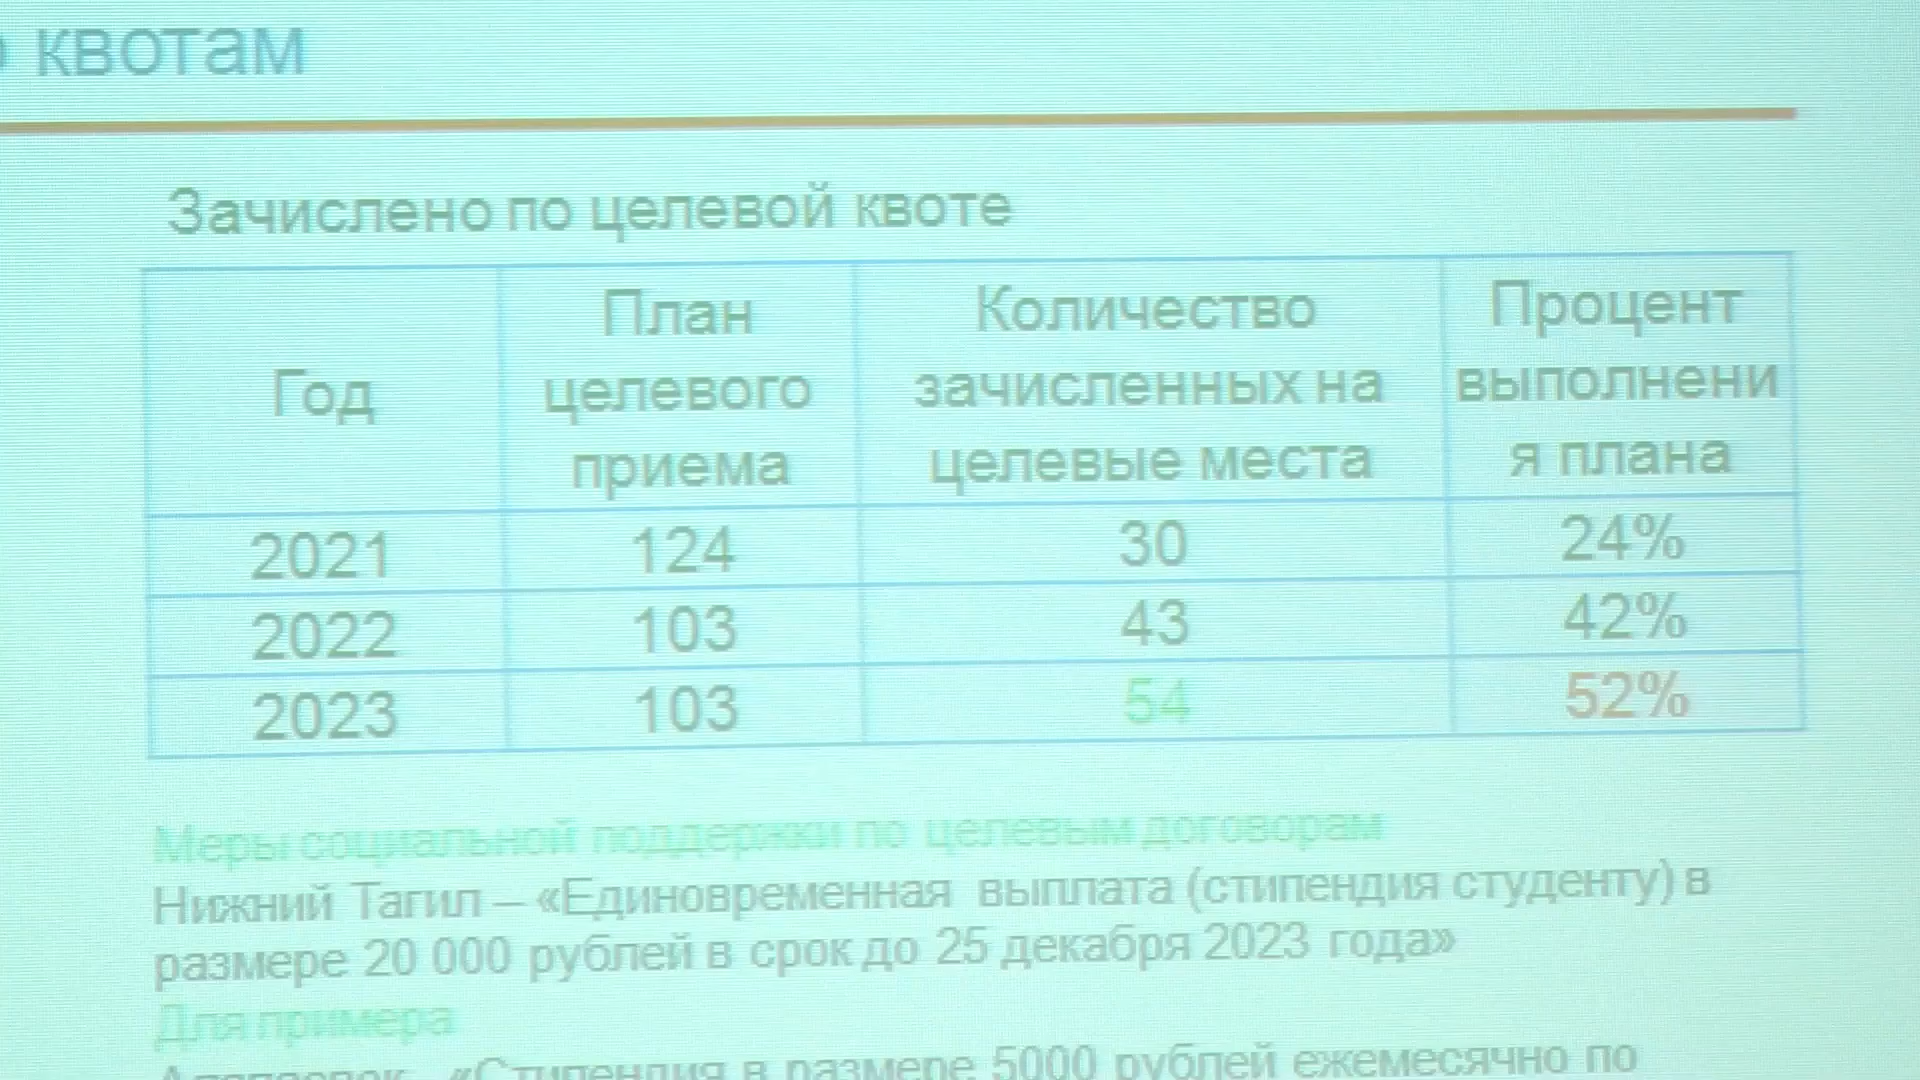 квотам
Зачислено по целевой квоте
Год
План
целевого
приема
Количество
зачисленных на
целевые места
Процент
выполнени
я плана
2021 124 30 24%
2022 103 43 42%
2023 103 54 52%
Меры социальной поддержки по целевым договорам
Нижний Тагил – «Единовременная выплата (стипендия студенту) в
размере 20 000 рублей в срок до 25 декабря 2023 года»
Для примера
«Стипендия в размере 5000 рублей ежемесячно по